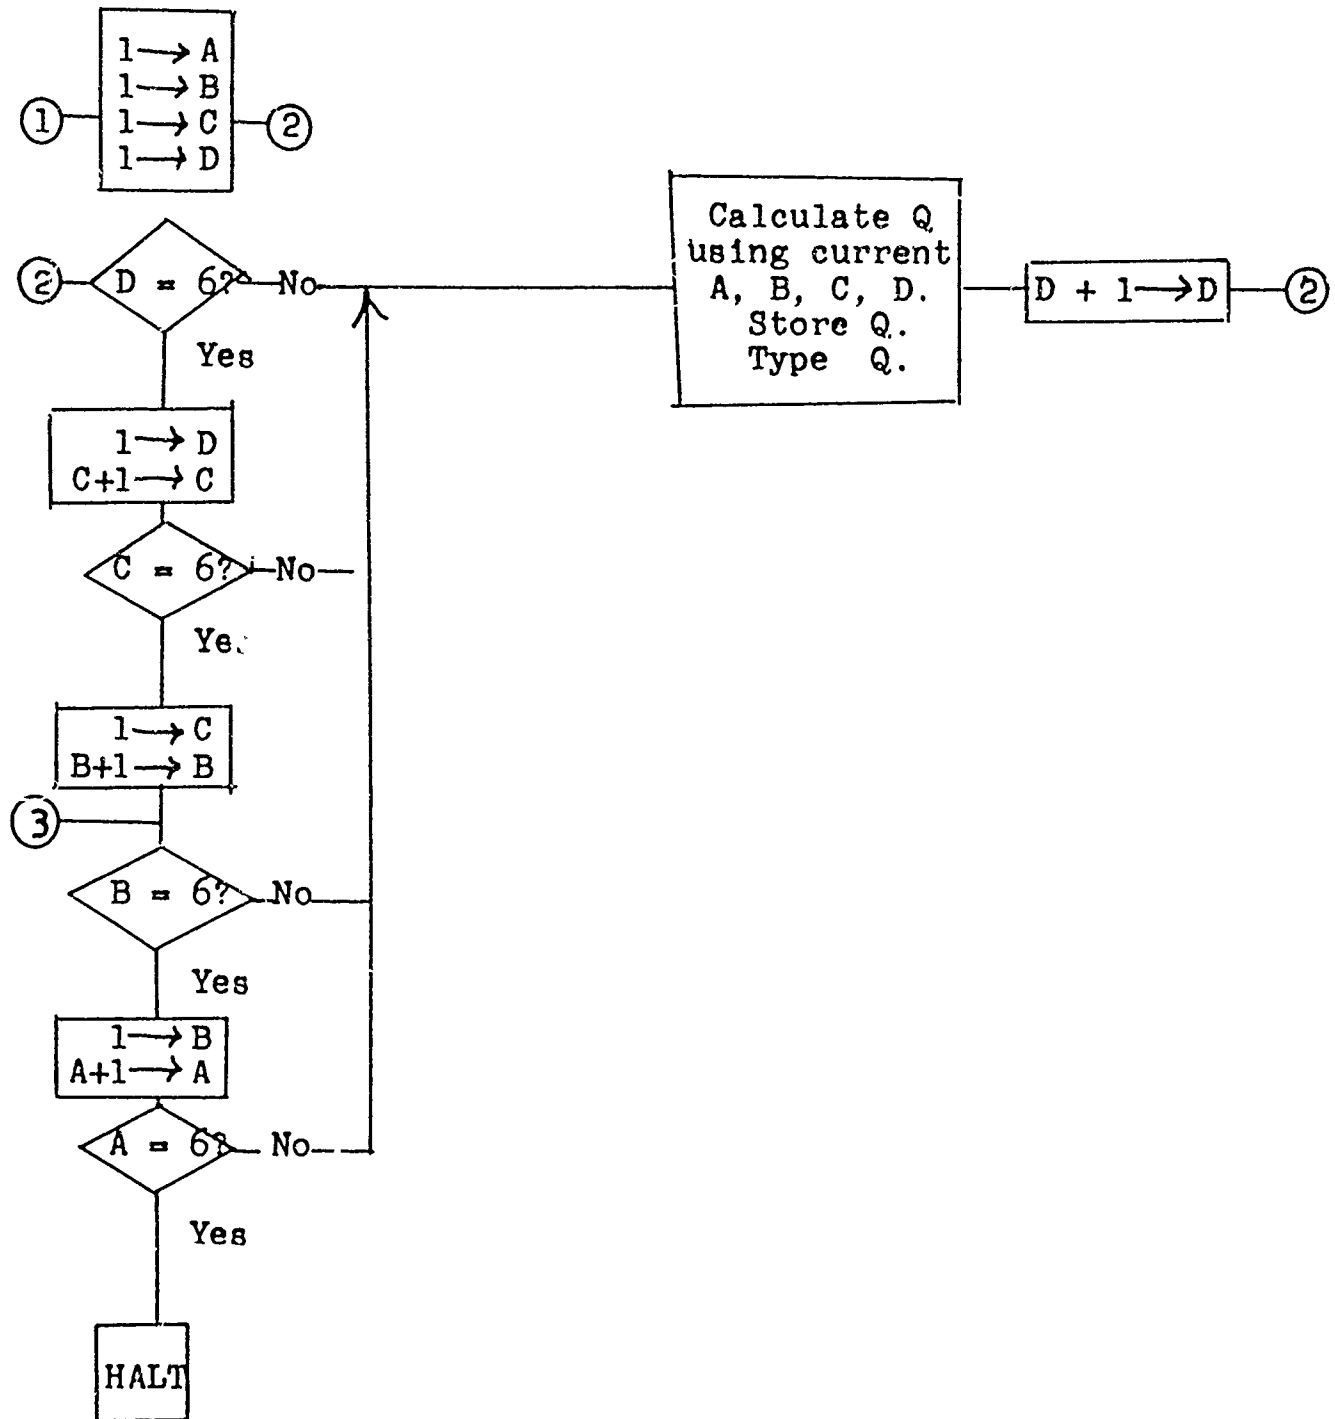 1→A
1→B
1→C
1→D
1
2
2
D = 6?
No
Yes
Calculate Q
using current
A, B, C, D.
Store Q.
Type Q.
D + 1→D
2
1→D
C+1→C
C = 6?
No
1→C
B+1→B
3
B = 6?
No
Yes
1→B
A+1→A
A = 6?
No
Yes
HALT